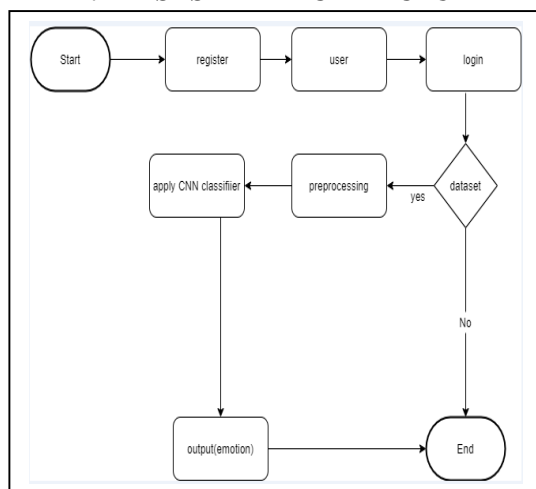 Start
register
user
login
dataset
yes
preprocessing
apply CNN classifiier
No
output(emotion)
End